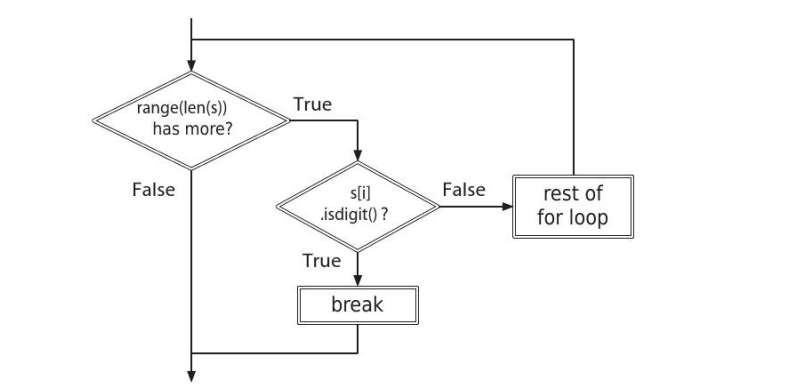 range(len(s))
has more?
True
False
s[i]
.isdigit() ?
False
rest of
for loop
True
break